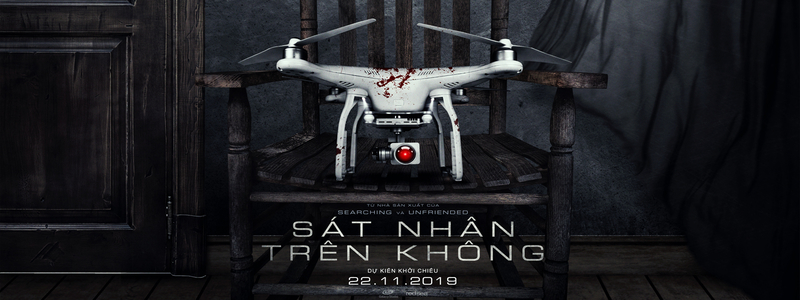 TỪ NHÀ SẢN XUẤT CỦA
SEARCHING VÀ UNFRIENDED
SÁT NHÂN
TRÊN KHÔNG
DỰ KIẾN KHỞI CHIẾU
22.11.2019